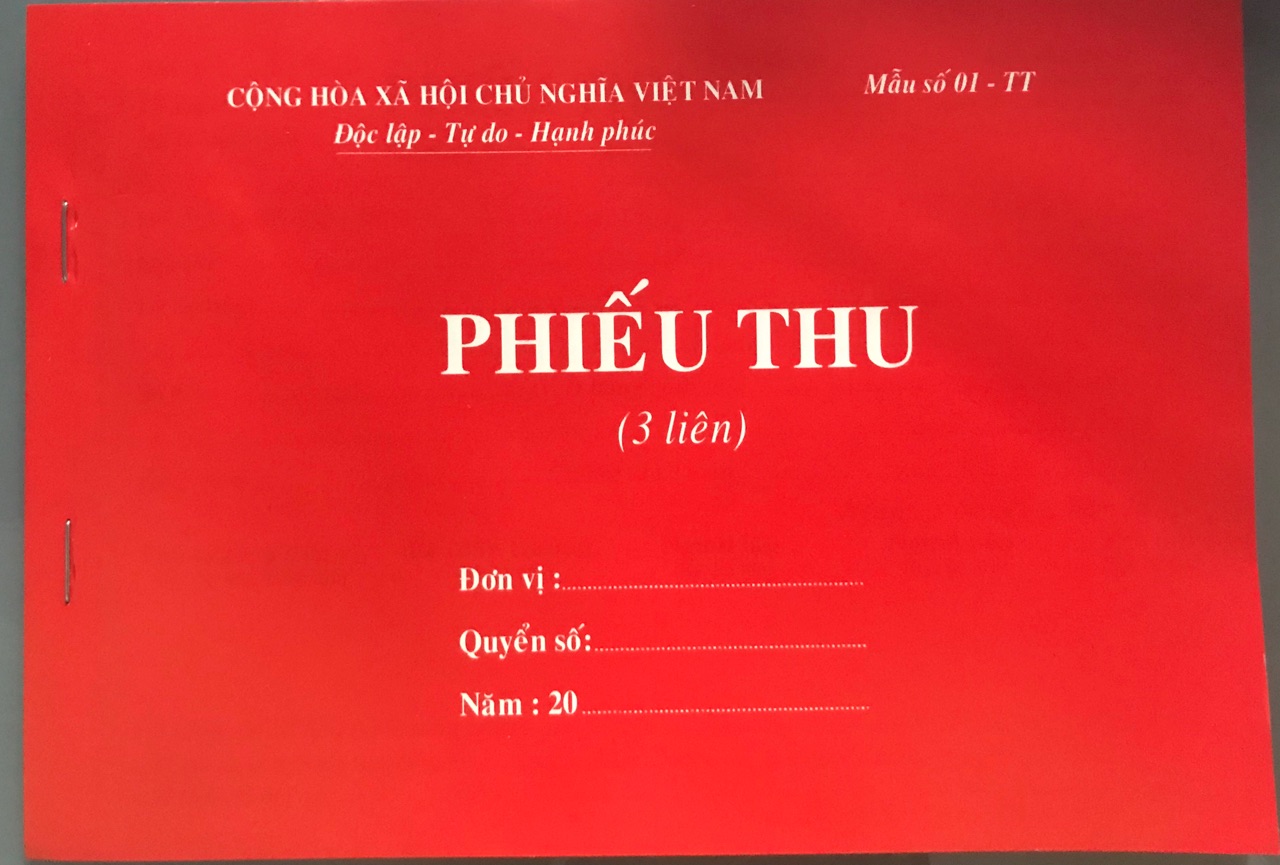 CỘNG HÒA XÃ HỘI CHỦ NGHĨA VIỆT NAM
Độc lập - Tự do - Hạnh phúc
Mẫu số 01 - TT
PHIẾU THU
(3 liên)
Đơn vị :
Quyển số:
Năm : 20